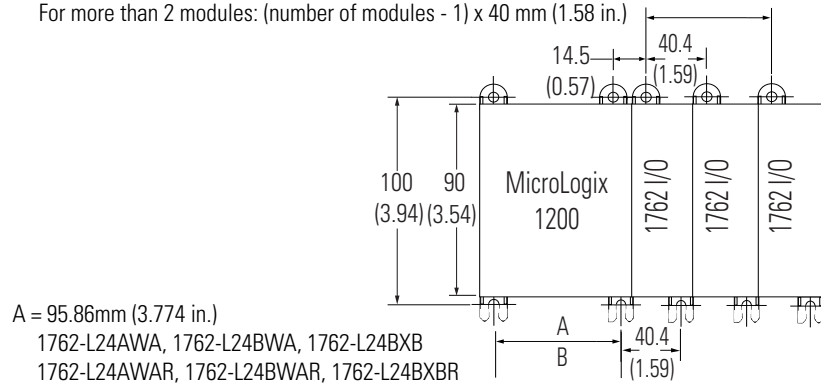 For more than 2 modules: (number of modules - 1) x 40 mm (1.58 in.)
14.5
(0.57)
40.4
(1.59)
100
(3.94)
90
(3.54)
MicroLogix
1200
1762 I/O
1762 I/O
1762 I/O
A = 95.86mm (3.774 in.)
1762-L24AWA, 1762-L24BWA, 1762-L24BXB
1762-L24AWAR, 1762-L24BWAR, 1762-L24BXBR
A
B
40.4
(1.59)